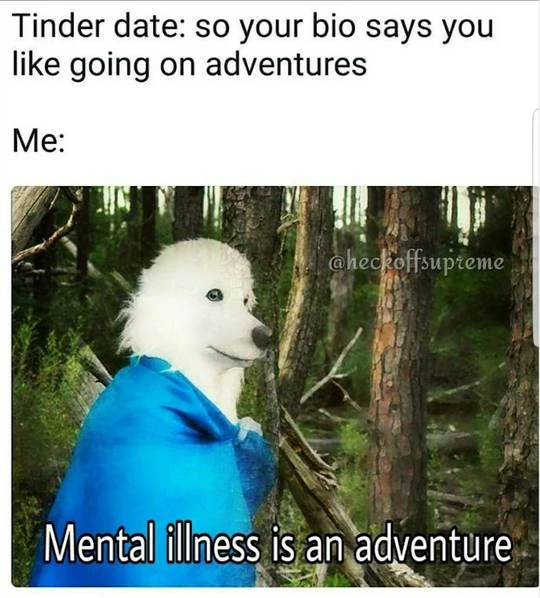 Tinder date: so your bio says you
like going on adventures
Me:
@heckoffsupreme
Mental illness is an adventure